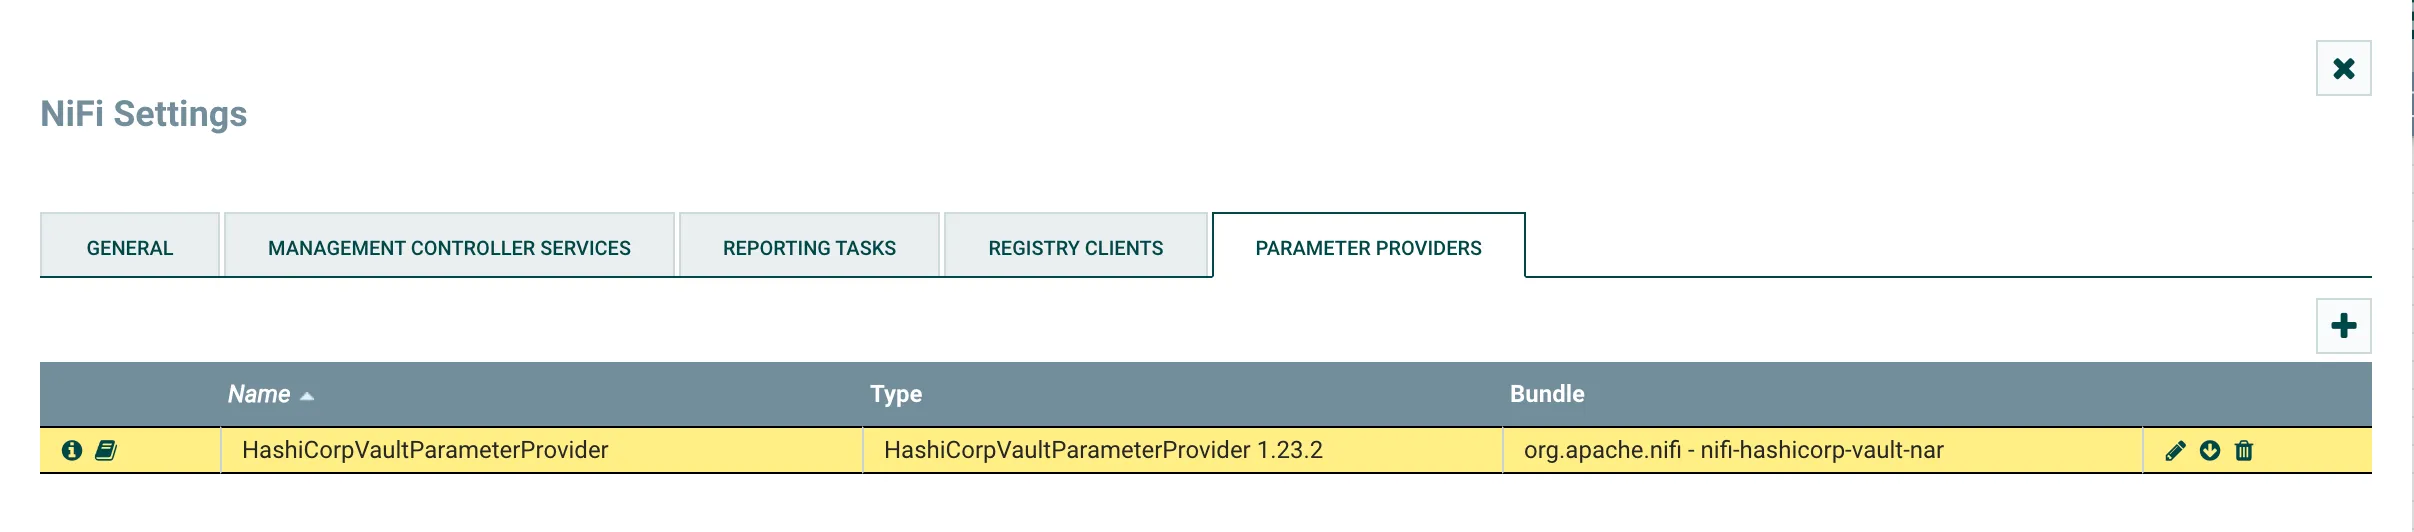 NiFi Settings
GENERAL MANAGEMENT CONTROLLER SERVICES REPORTING TASKS REGISTRY CLIENTS PARAMETER PROVIDERS
Name Type Bundle
HashiCorpVaultParameterProvider HashiCorpVaultParameterProvider 1.23.2 org.apache.nifi - nifi-hashicorp-vault-nar